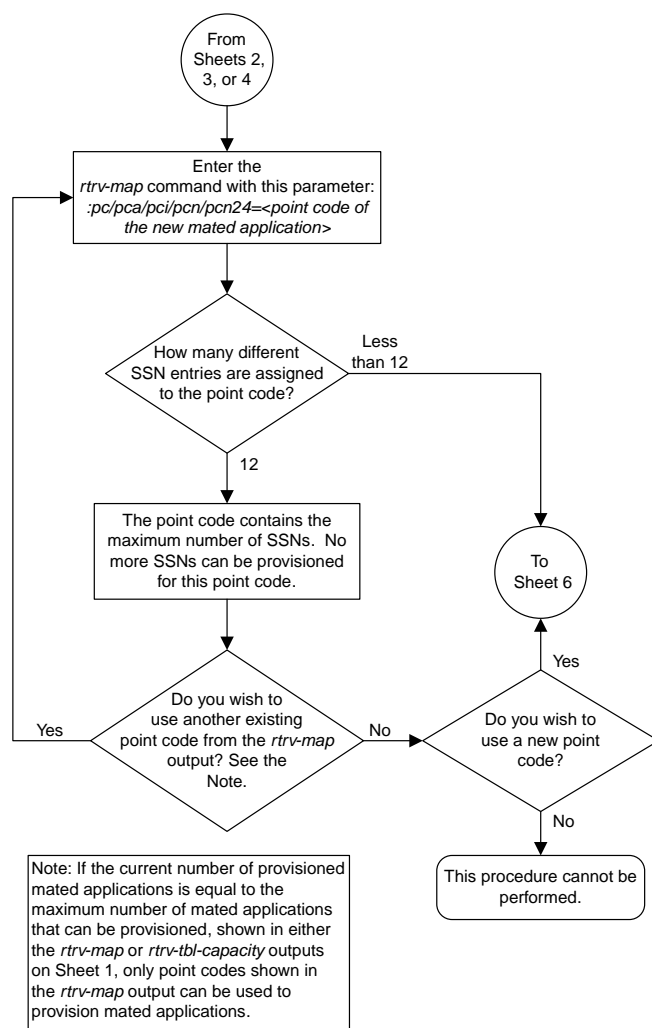 From
Sheets 2,
3, or 4
Enter the
rtrv-map command with this parameter:
:pc/pca/pci/pcn/pcn24=<point code of
the new mated application>
How many different
SSN entries are assigned
to the point code?
Less
than 12
12
The point code contains the
maximum number of SSNs.  No
more SSNs can be provisioned
for this point code.
To
Sheet 6
Yes
Do you wish to
use another existing
point code from the rtrv-map
output? See the
Note.
Yes
No
Do you wish to
use a new point
code?
No
This procedure cannot be
performed.
Note: If the current number of provisioned
mated applications is equal to the
maximum number of mated applications
that can be provisioned, shown in either
the rtrv-map or rtrv-tbl-capacity outputs
on Sheet 1, only point codes shown in
the rtrv-map output can be used to
provision mated applications.